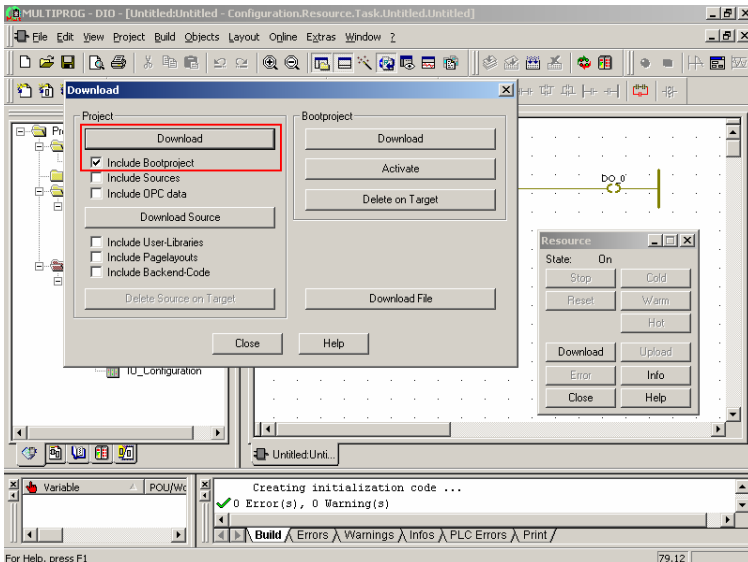 MULTIPROG - DIO - [Untitled:Untitled - Configuration.Resource.Task.Untitled.Untitled]
File Edit View Project Build Objects Layout Online Extras Window ?
Download
Project
Download
Include Bootproject
Include Sources
Include OPC data
Download Source
Include User-Libraries
Include Pagelayouts
Include Backend-Code
Delete Source on Target
Bootproject
Download
Activate
Delete on Target
Download File
Close Help
DO_0
Resource
State: On
Stop Cold
Reset Warm
Hot
Download Upload
Error Info
Close Help
IO_Configuration
Untitled:Unti...
Variable POU/Wo
Creating initialization code ...
0 Error(s), 0 Warning(s)
Build Errors Warnings Infos PLC Errors Print
For Help, press F1
79,12